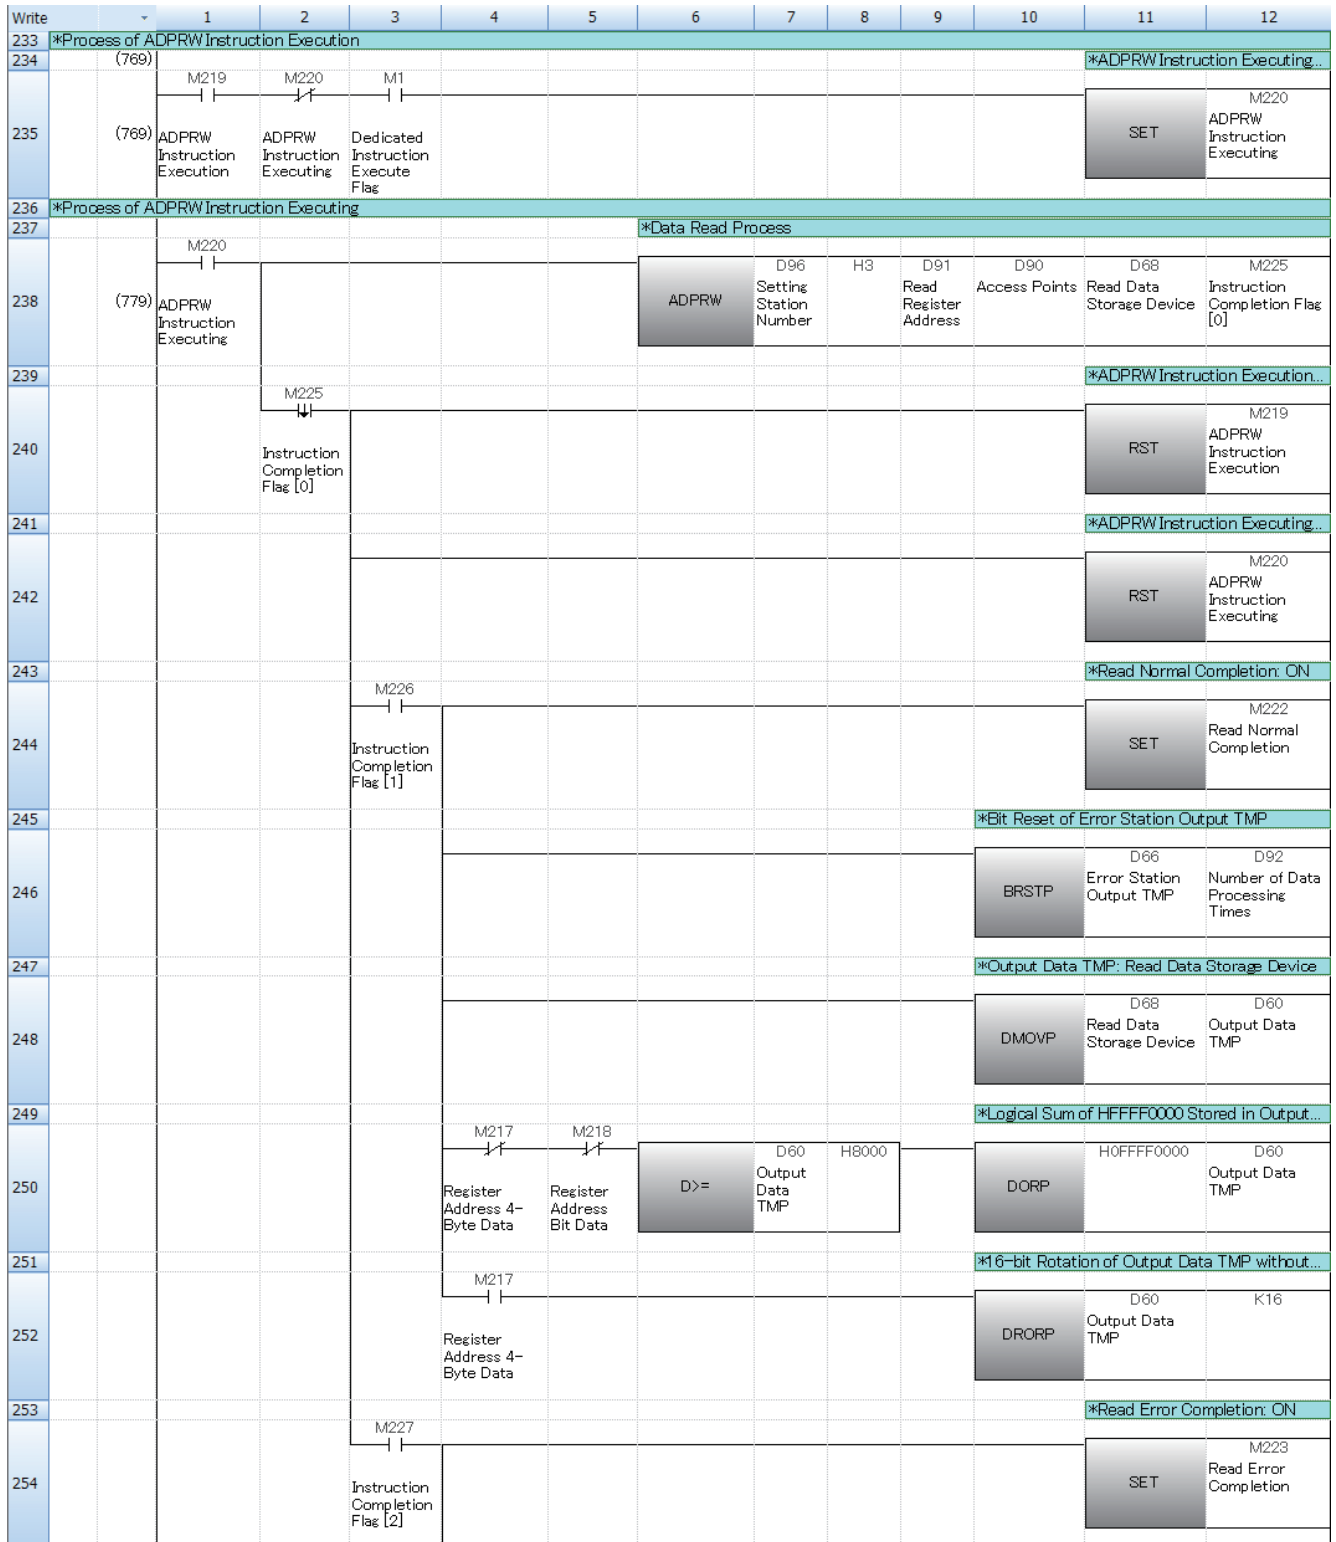 Write 1 2 3 4 5 6 7 8 9 10 11 12
233 *Process of ADPRW Instruction Execution
234 (769) *ADPRW Instruction Executing...
M219 M220 M1 M220
235 (769) SET
ADPRW ADPRW Dedicated ADPRW
Instruction Instruction Instruction Instruction
Execution Executing Execute Executing
Flag
236 *Process of ADPRW Instruction Executing
237 *Data Read Process
M220 D96 H3 D91 D90 D68 M225
238 (779) ADPRW
ADPRW Setting Read Access Points Read Data Instruction
Instruction Station Register Storage Device Completion Flag
Executing Number Address [0]
239 *ADPRW Instruction Execution...
M225 M219
240 RST
Instruction ADPRW
Completion Instruction
Flag [0] Execution
241 *ADPRW Instruction Executing...
M220
242 RST
ADPRW
Instruction
Executing
243 *Read Normal Completion: ON
M226 M222
244 SET
Instruction Read Normal
Completion Completion
Flag [1]
245 *Bit Reset of Error Station Output TMP
D66 D92
246 BRSTP
Error Station Number of Data
Output TMP Processing
Times
247 *Output Data TMP: Read Data Storage Device
D68 D60
248 DMOVP
Read Data Output Data
Storage Device TMP
249 *Logical Sum of HFFFF0000 Stored in Output...
M217 M218 D60 H8000 H0FFFF0000 D60
250 D>= DORP
Register Register Output Output Data
Address 4- Address Data TMP
Byte Data Bit Data TMP
251 *16-bit Rotation of Output Data TMP without...
M217 D60 K16
252 DRORP
Register Output Data
Address 4- TMP
Byte Data
253 *Read Error Completion: ON
M227 M223
254 SET
Instruction Read Error
Completion Completion
Flag [2]